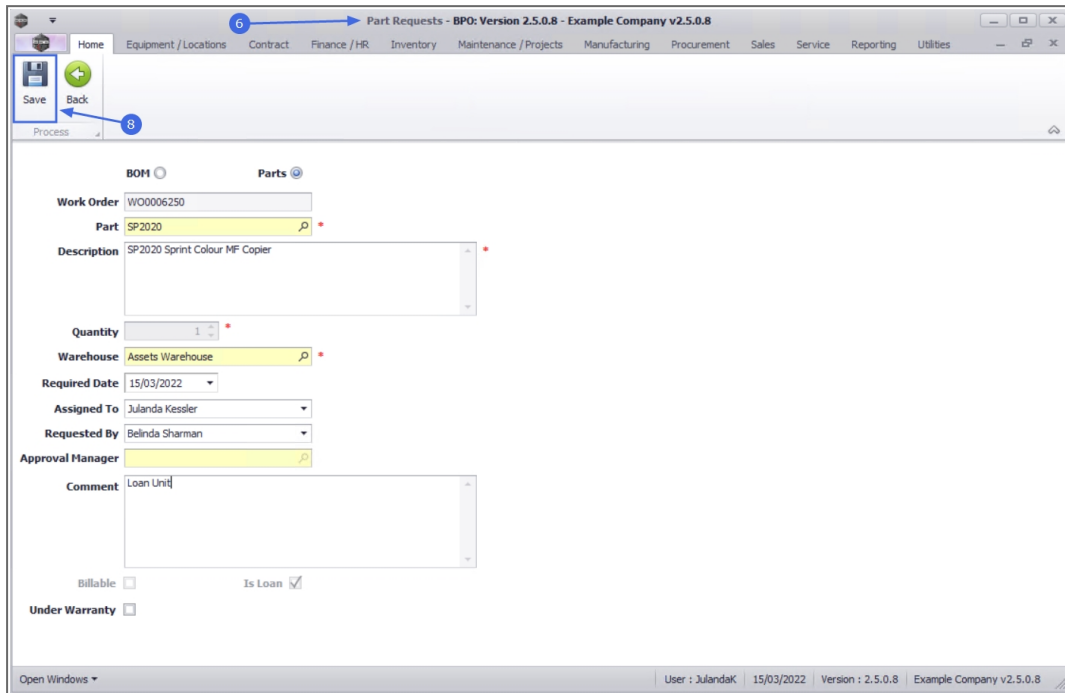 6
Part Requests - BPO: Version 2.5.0.8 - Example Company v2.5.0.8
Home Equipment / Locations Contract Finance / HR Inventory Maintenance / Projects Manufacturing Procurement Sales Service Reporting Utilities
Save Back
8
Process
BOM Parts
Work Order WO0006250
Part SP2020 *
Description SP2020 Sprint Colour MF Copier *
Quantity 1 *
Warehouse Assets Warehouse *
Required Date 15/03/2022
Assigned To Julanda Kessler
Requested By Belinda Sharman
Approval Manager
Comment Loan Unit
Billable Is Loan
Under Warranty
Open Windows User : JulandaK 15/03/2022 Version : 2.5.0.8 Example Company v2.5.0.8